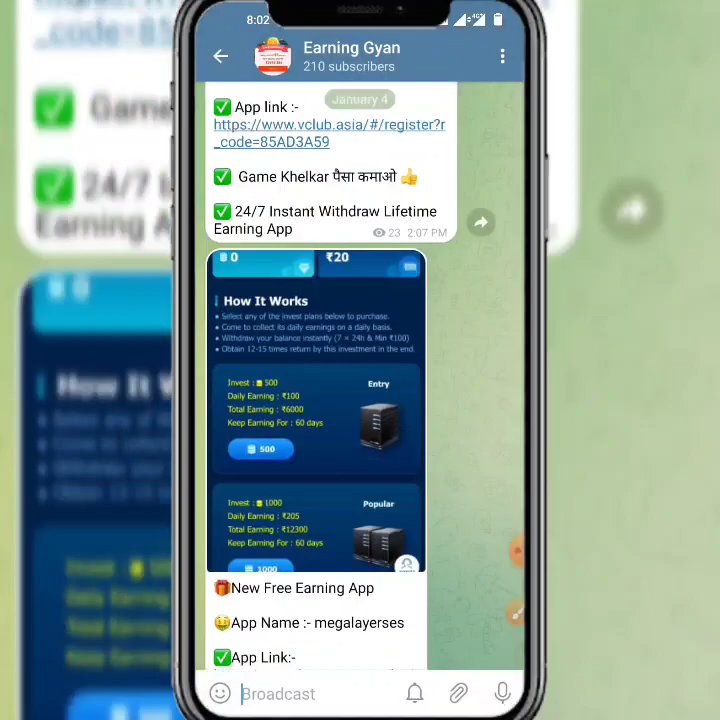 8:02
Earning Gyan
210 subscribers
January 4
✅ App link :-
https://www.vclub.asia/#/register?r
_code=85AD3A59
✅ Game Khelkar पैसा कमाओ 👍
✅ 24/7 Instant Withdraw Lifetime
Earning App
23 2:07 PM
0 ₹20
How It Works
• Select any of the invest plans below to purchase.
• Come to collect its daily earnings on a daily basis.
• Withdraw your balance instantly (7 × 24h & Min ₹100)
• Obtain 12-15 times return by this investment in the end.
Invest : 500
Entry
Daily Earning : ₹100
Total Earning : ₹6000
Keep Earning For : 60 days
500
Invest : 1000
Popular
Daily Earning : ₹205
Total Earning : ₹12300
Keep Earning For : 60 days
1000
🎁New Free Earning App
🤑App Name :- megalayerses
✅App Link:-
Broadcast